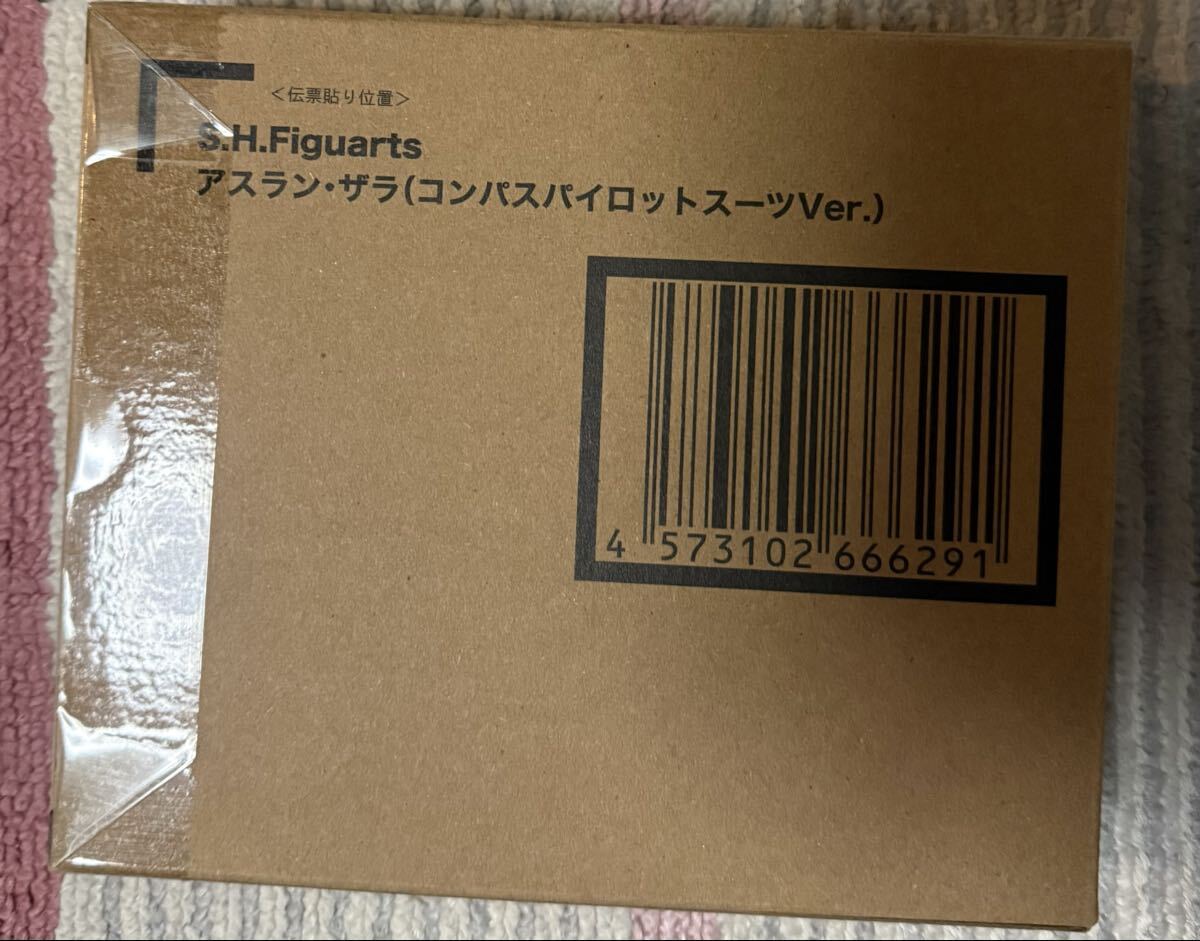 ＜伝票貼り位置＞
S.H.Figuarts
アスラン・ザラ(コンパスパイロットスーツVer.)
4 573102 666291